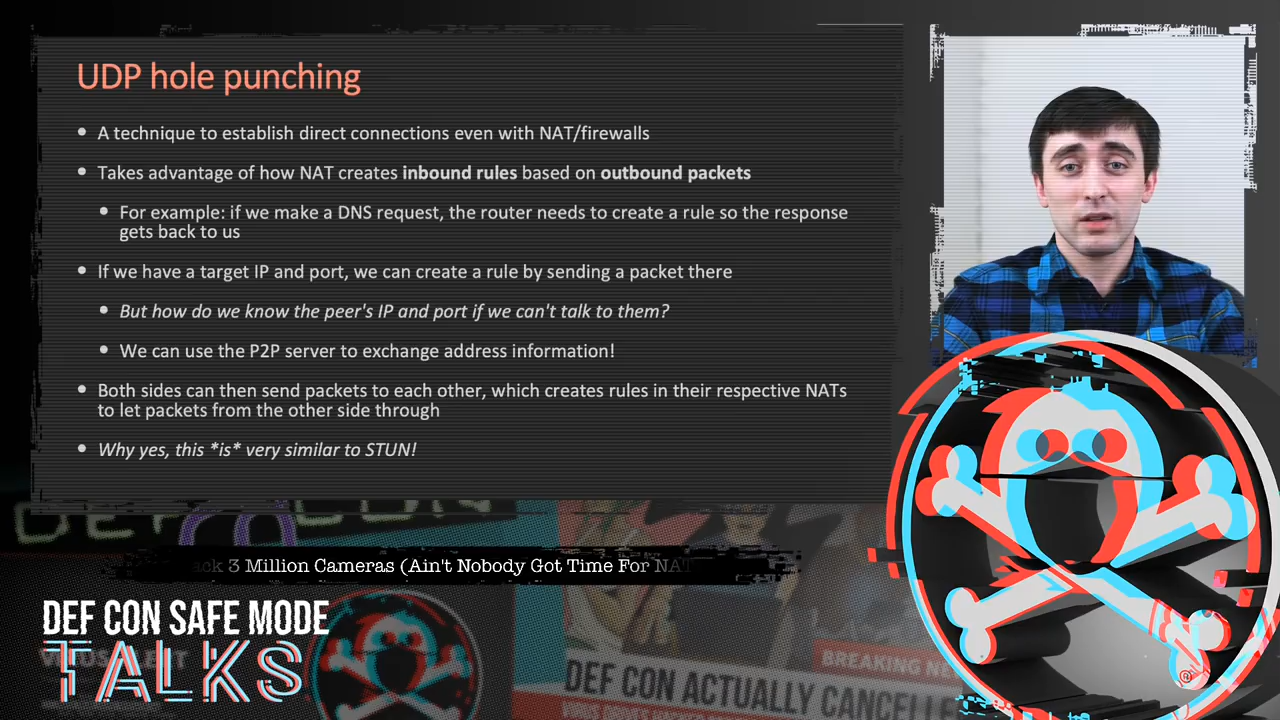 UDP hole punching
• A technique to establish direct connections even with NAT/firewalls
• Takes advantage of how NAT creates inbound rules based on outbound packets
• For example: if we make a DNS request, the router needs to create a rule so the response
gets back to us
• If we have a target IP and port, we can create a rule by sending a packet there
• But how do we know the peer's IP and port if we can't talk to them?
• We can use the P2P server to exchange address information!
• Both sides can then send packets to each other, which creates rules in their respective NATs
to let packets from the other side through
• Why yes, this *is* very similar to STUN!
DEF CON
ack 3 Million Cameras (Ain't Nobody Got Time For NAT
DEF CON SAFE MODE
TALKS
BREAKING NE
DEF CON ACTUALLY CANCELLE
®